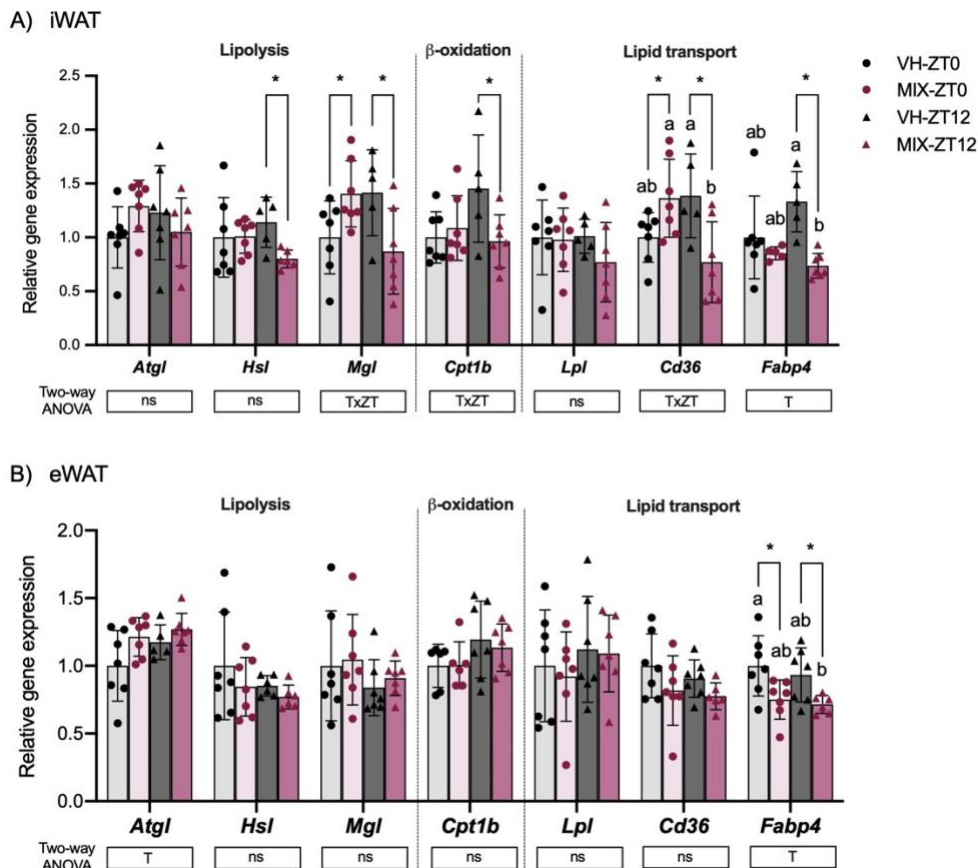 A) iWAT
Lipolysis
β-oxidation
Lipid transport
VH-ZT0
MIX-ZT0
VH-ZT12
MIX-ZT12
Relative gene expression
2.5
2.0
1.5
1.0
0.5
0.0
* * * * * * *
ab a a b
ab ab a b
Atgl Hsl Mgl Cpt1b Lpl Cd36 Fabp4
Two-way
ANOVA
ns ns TxZT TxZT ns TxZT T
B) eWAT
Lipolysis
β-oxidation
Lipid transport
Relative gene expression
2.0
1.5
1.0
0.5
0.0
* *
a ab ab b
Atgl Hsl Mgl Cpt1b Lpl Cd36 Fabp4
Two-way
ANOVA
T ns ns ns ns ns T